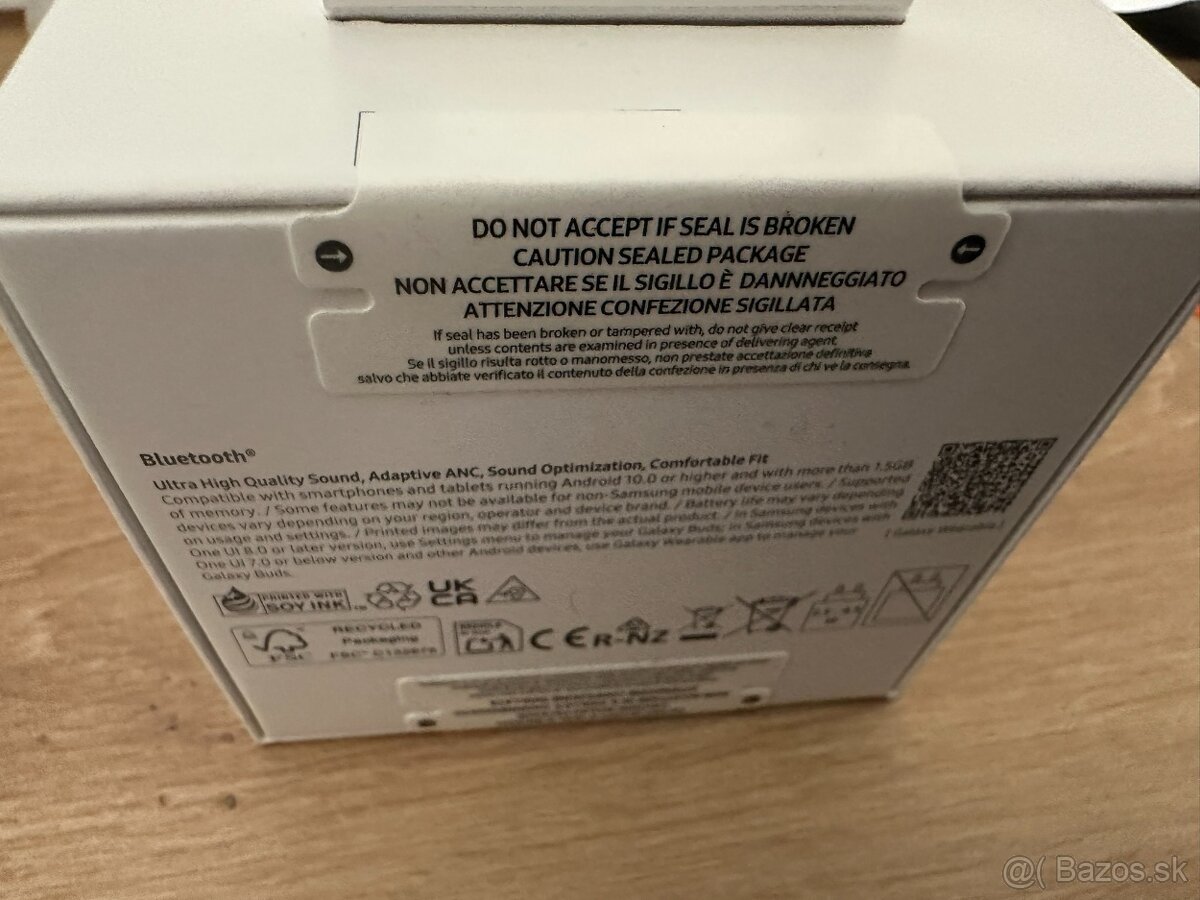 DO NOT ACCEPT IF SEAL IS BROKEN
CAUTION SEALED PACKAGE
NON ACCETTARE SE IL SIGILLO È DANNNEGGIATO
ATTENZIONE CONFEZIONE SIGILLATA
If seal has been broken or tampered with, do not give clear receipt
unless contents are examined in presence of delivering agent
Se il sigillo risulta rotto o manomesso, non prestate accettazione definitiva
salvo che abbiate verificato il contenuto della confezione in presenza di chi ve la consegna.
Bluetooth®
Ultra High Quality Sound, Adaptive ANC, Sound Optimization, Comfortable Fit
Compatible with smartphones and tablets running Android 10.0 or higher and with more than 1.5GB
of memory. / Some features may not be available for non-Samsung mobile device users. / Supported
devices vary depending on your region, operator and device brand. / Battery life may vary depending
on usage and settings. / Printed images may differ from the actual product. / In Samsung devices with
One UI 8.0 or later version, use Settings menu to manage your Galaxy Buds; in Samsung devices with
One UI 7.0 or below version and other Android devices, use Galaxy Wearable app to manage your
Galaxy Buds.
[ Galaxy Wearable ]
PRINTED WITH
SOY INK
UK
CA
FSC
RECYCLED
Packaging
CE
R-NZ
@( Bazos.sk